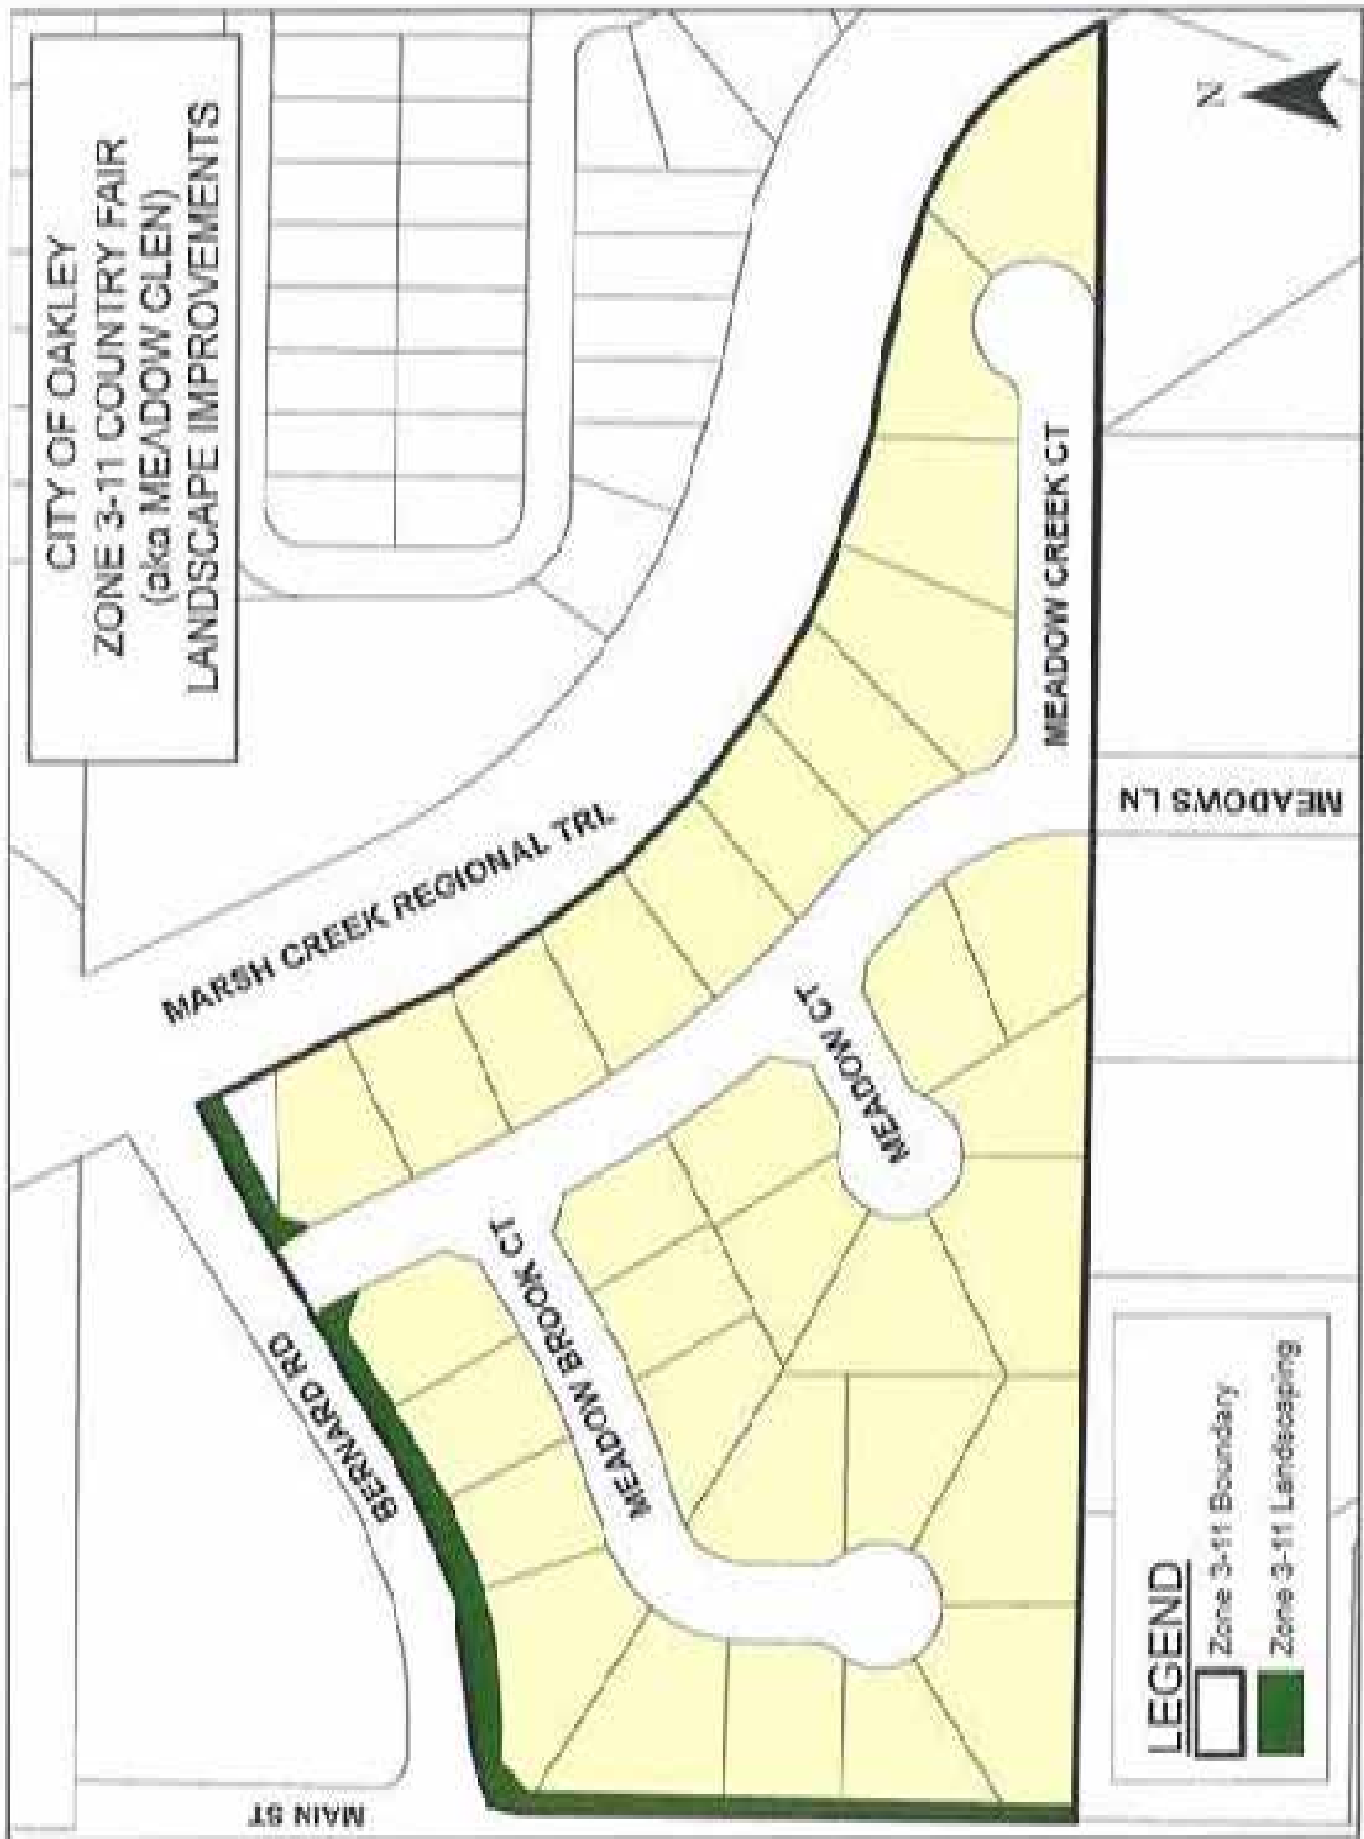 CITY OF OAKLEY
ZONE 3-11 COUNTRY FAIR
(aka MEADOW GLEN)
LANDSCAPE IMPROVEMENTS
N
MARSH CREEK REGIONAL TRL
BERNARD RD
MAIN ST
MEADOW BROOK CT
MEADOW CT
MEADOW CREEK CT
MEADOWS LN
LEGEND
Zone 3-11 Boundary
Zone 3-11 Landscaping